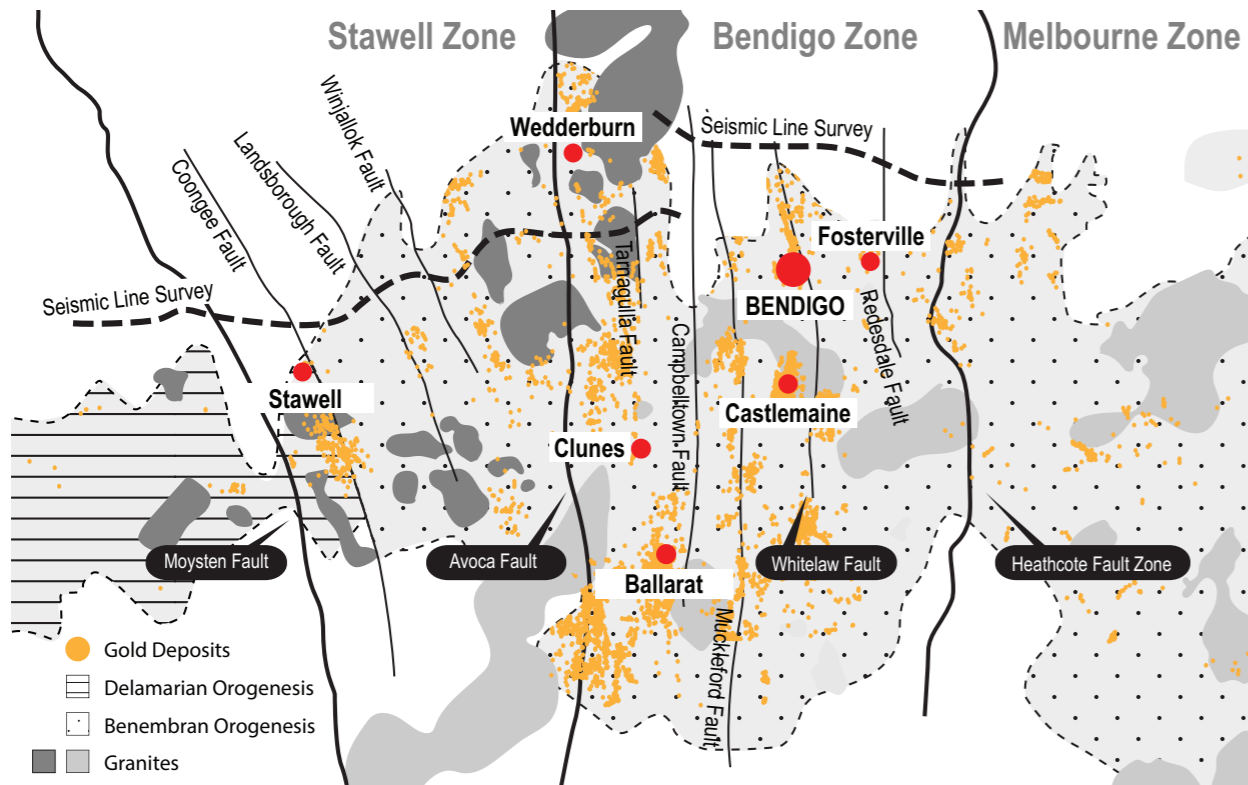 Stawell Zone
Bendigo Zone
Melbourne Zone
Winjallok Fault
Wedderburn
Seismic Line Survey
Landsborough Fault
Coongee Fault
Fosterville
Tarnagulla Fault
Seismic Line Survey
BENDIGO
Redesdale Fault
Campbelltown Fault
Stawell
Castlemaine
Clunes
Moysten Fault
Avoca Fault
Whitelaw Fault
Heathcote Fault Zone
Ballarat
Muckleford Fault
Gold Deposits
Delamarian Orogenesis
Benembran Orogenesis
Granites